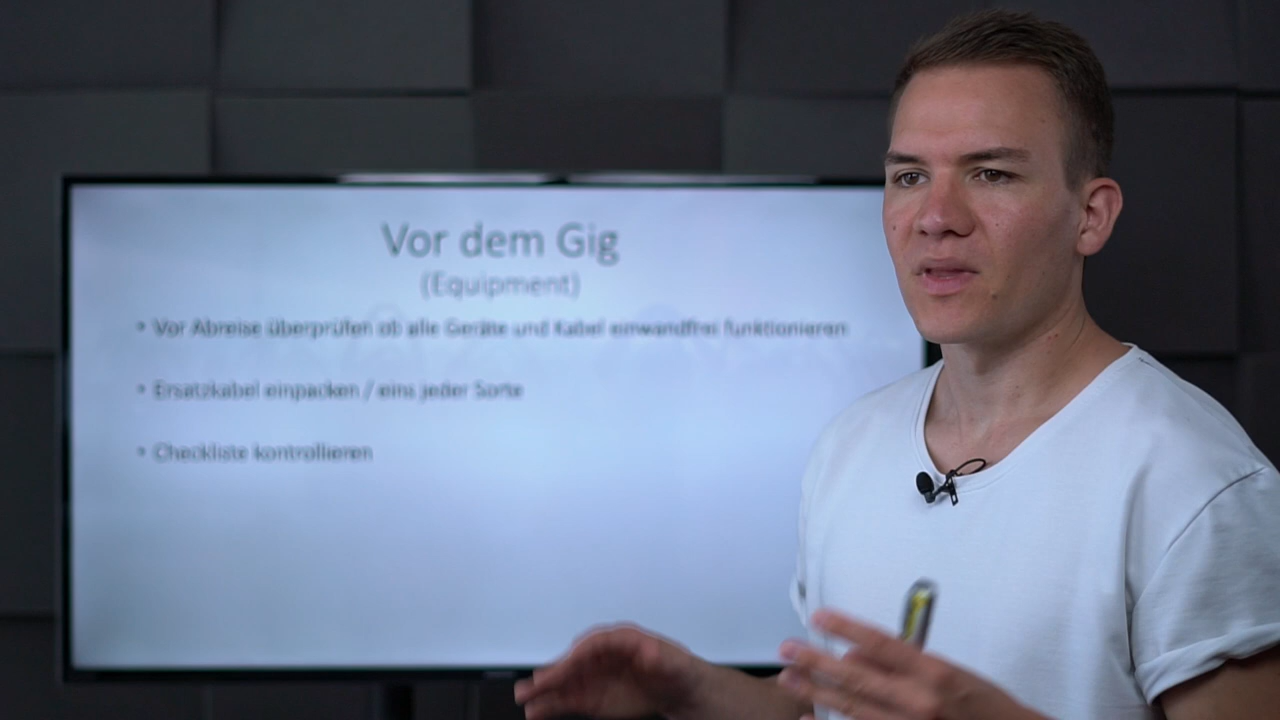 Vor dem Gig
(Equipment)
• Vor Abreise überprüfen ob alle Geräte und Kabel einwandfrei funktionieren
• Ersatzkabel einpacken / eins jeder Sorte
• Checkliste kontrollieren